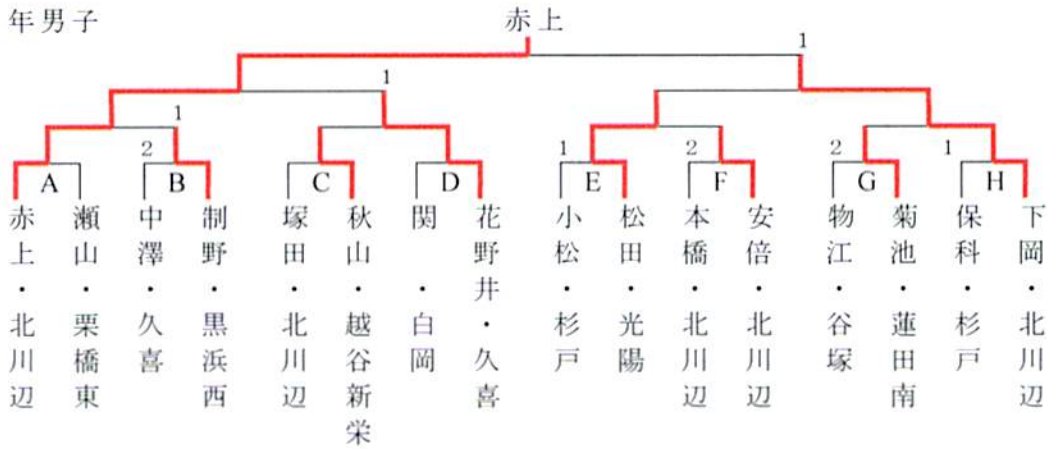 年男子
赤上
1
1
1
2
1
2
2
1
A
B
C
D
E
F
G
H
赤上・北川辺
瀬山・栗橋東
中澤・久喜
制野・黒浜西
塚田・北川辺
秋山・越谷新栄
関・白岡
花野井・久喜
小松・杉戸
松田・光陽
本橋・北川辺
安倍・北川辺
物江・谷塚
菊池・蓮田南
保科・杉戸
下岡・北川辺